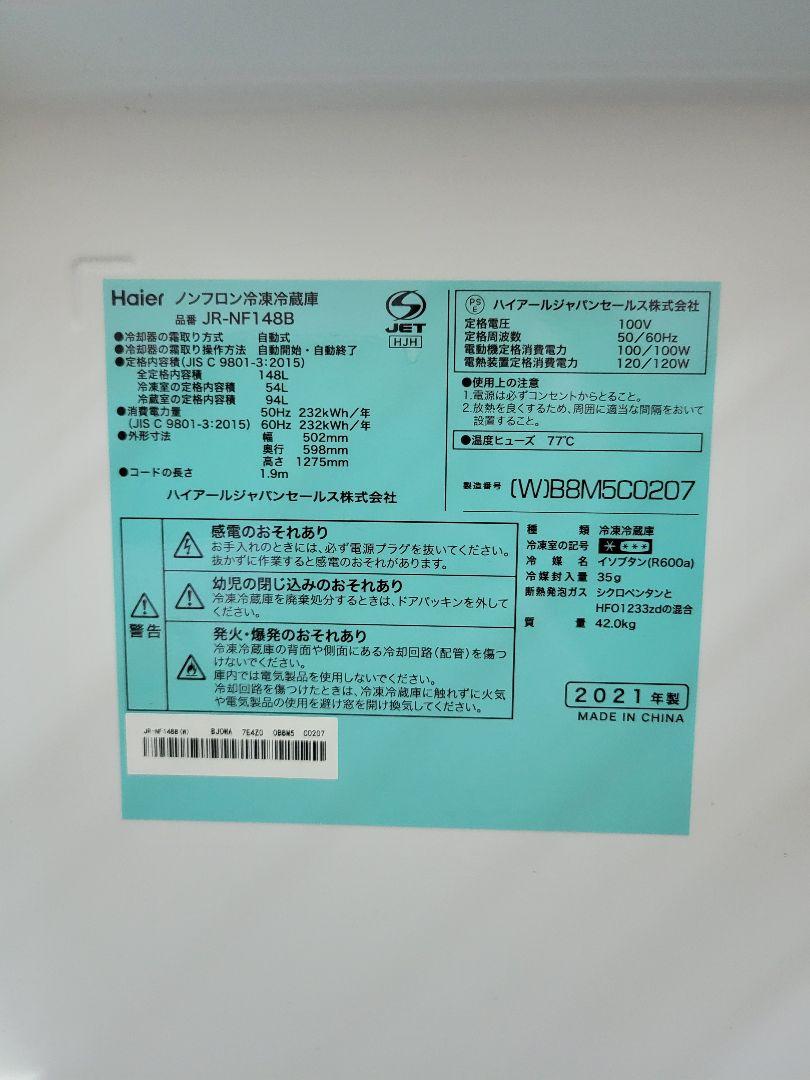 Haier ノンフロン冷凍冷蔵庫
品番 JR-NF148B
●冷却器の霜取り方式 自動式
●冷却器の霜取り操作方法 自動開始・自動終了
●定格内容積(JIS C 9801-3:2015)
全定格内容積 148L
冷凍室の定格内容積 54L
冷蔵室の定格内容積 94L
●消費電力量 50Hz 232kWh/年
(JIS C 9801-3:2015) 60Hz 232kWh/年
●外形寸法 幅 502mm
奥行 598mm
高さ 1275mm
●コードの長さ 1.9m
ハイアールジャパンセールス株式会社
S
JET
HJH
PS
E
ハイアールジャパンセールス株式会社
定格電圧 100V
定格周波数 50/60Hz
電動機定格消費電力 100/100W
電熱装置定格消費電力 120/120W
●使用上の注意
1.電源は必ずコンセントからとること。
2.放熱を良くするため、周囲に適当な間隔をおいて
設置すること。
●温度ヒューズ 77℃
製造番号 (W)B8M5C0207
警告
感電のおそれあり
お手入れのときには、必ず電源プラグを抜いてください。
抜かずに作業すると感電のおそれがあります。
幼児の閉じ込みのおそれあり
冷凍冷蔵庫を廃棄処分するときは、ドアパッキンを外して
ください。
発火・爆発のおそれあり
冷凍冷蔵庫の背面や側面にある冷却回路(配管)を傷つ
けないでください。
庫内では電気製品を使用しないでください。
冷却回路を傷つけたときは、冷凍冷蔵庫に触れずに火気
や電気製品の使用を避け窓を開け換気してください。
種類 冷凍冷蔵庫
冷凍室の記号 * ***
冷媒名 イソブタン(R600a)
冷媒封入量 35g
断熱発泡ガス シクロペンタンと
HFO1233zdの混合
質量 42.0kg
2021年製
MADE IN CHINA
JR-NF148B(W) BJ0WA 7E4Z0 0B8M5 C0207